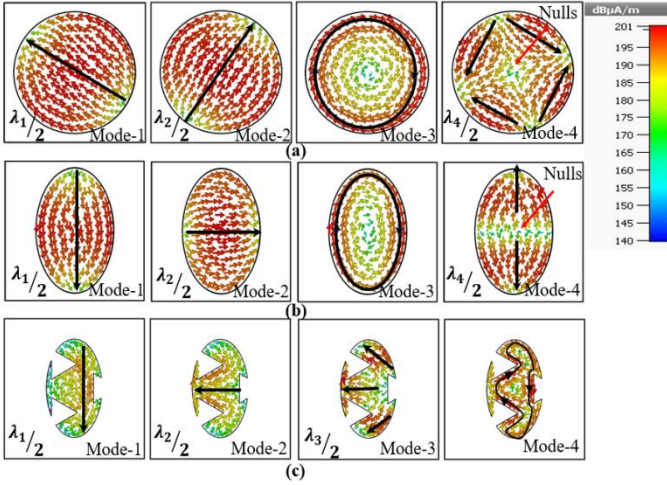 dBµA/m
Nulls
201
195
190
185
180
175
170
165
160
155
150
145
140
λ1/2
Mode-1
λ2/2
Mode-2
Mode-3
λ4/2
Mode-4
(a)
Nulls
λ1/2
Mode-1
λ2/2
Mode-2
Mode-3
λ4/2
Mode-4
(b)
λ1/2
Mode-1
λ2/2
Mode-2
λ3/2
Mode-3
Mode-4
(c)